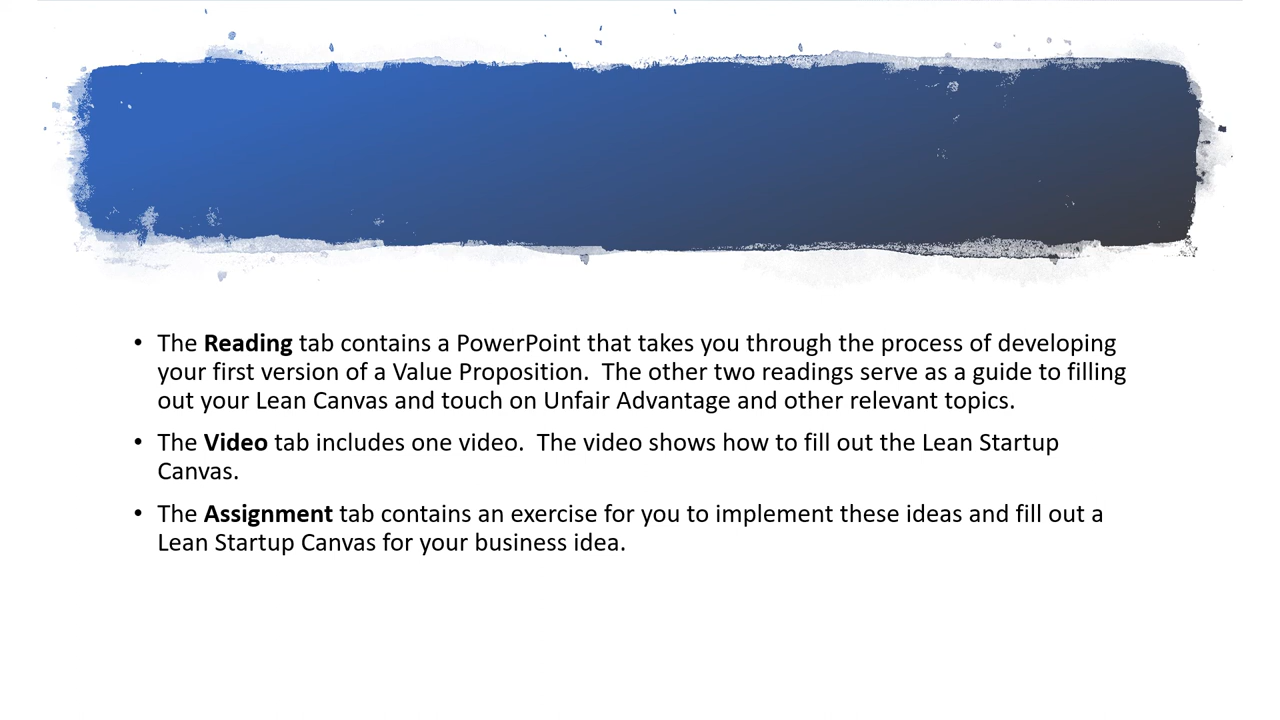 • The Reading tab contains a PowerPoint that takes you through the process of developing
your first version of a Value Proposition.  The other two readings serve as a guide to filling
out your Lean Canvas and touch on Unfair Advantage and other relevant topics.
• The Video tab includes one video.  The video shows how to fill out the Lean Startup
Canvas.
• The Assignment tab contains an exercise for you to implement these ideas and fill out a
Lean Startup Canvas for your business idea.